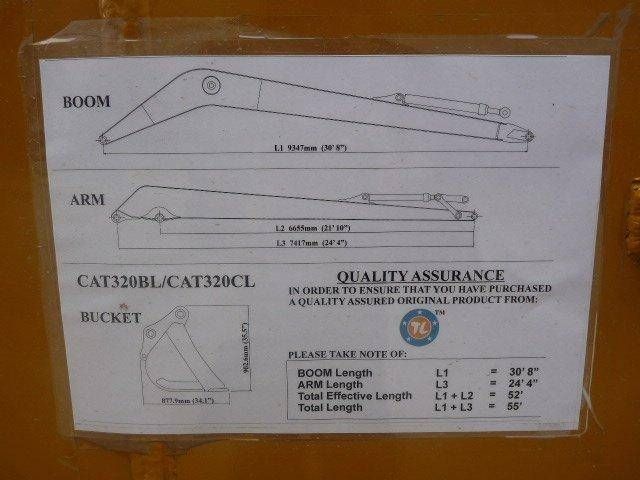 BOOM
L1 9347mm (30' 8")
ARM
L2 6655mm (21' 10")
L3 7417mm (24' 4")
CAT320BL/CAT320CL
BUCKET
902.6mm (35.5")
877.9mm (34.1")
QUALITY ASSURANCE
IN ORDER TO ENSURE THAT YOU HAVE PURCHASED
A QUALITY ASSURED ORIGINAL PRODUCT FROM:
TM
PLEASE TAKE NOTE OF:
BOOM Length L1 = 30' 8"
ARM Length L3 = 24' 4"
Total Effective Length L1 + L2 = 52'
Total Length L1 + L3 = 55'